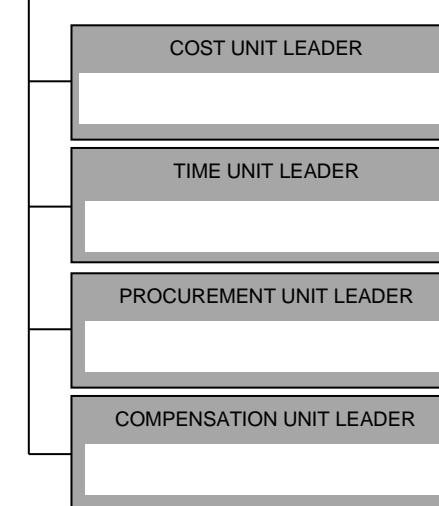 COST UNIT LEADER
TIME UNIT LEADER
PROCUREMENT UNIT LEADER
COMPENSATION UNIT LEADER